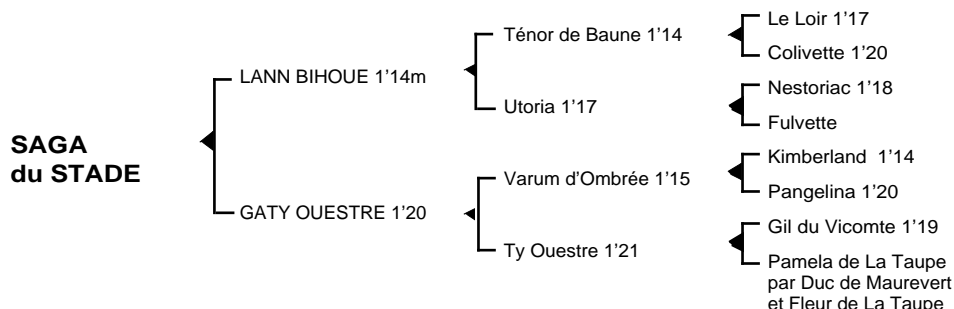 SAGA
du STADE
LANN BIHOUE 1'14m
GATY OUESTRE 1'20
Ténor de Baune 1'14
Utoria 1'17
Varum d'Ombrée 1'15
Ty Ouestre 1'21
Le Loir 1'17
Colivette 1'20
Nestoriac 1'18
Fulvette
Kimberland 1'14
Pangelina 1'20
Gil du Vicomte 1'19
Pamela de La Taupe
par Duc de Maurevert
et Fleur de La Taupe